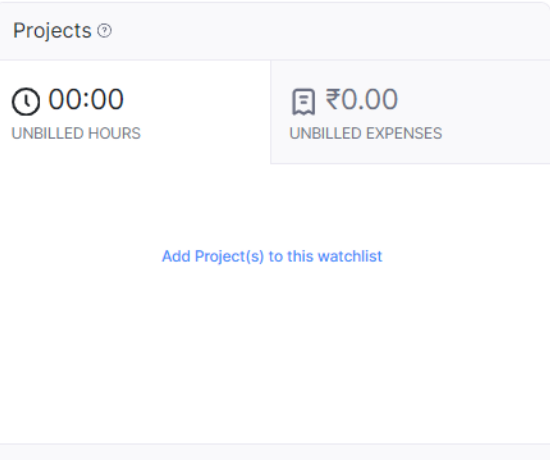 Projects
00:00
UNBILLED HOURS
₹0.00
UNBILLED EXPENSES
Add Project(s) to this watchlist